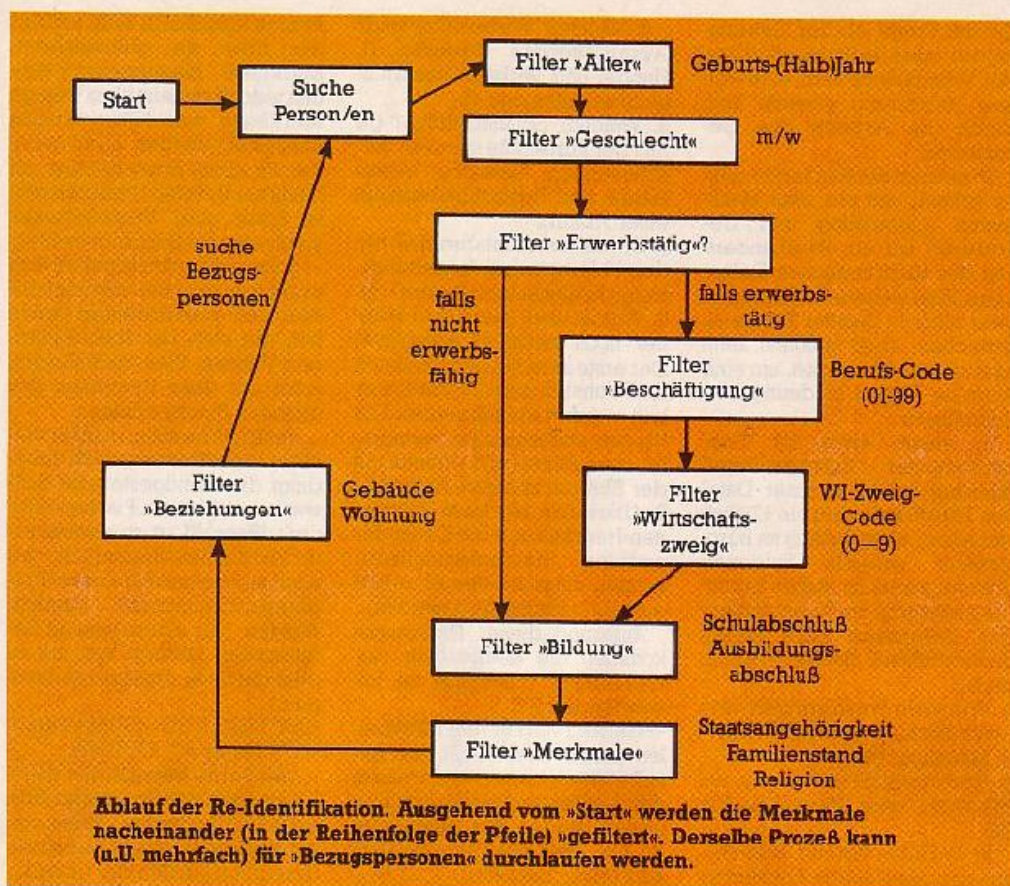 Start
Suche
Person/en
Filter »Alter«
Geburts-(Halb)Jahr
Filter »Geschlecht«
m/w
Filter »Erwerbstätig«?
suche
Bezugs-
personen
falls
nicht
erwerbs-
fähig
falls erwerbs-
tätig
Filter
»Beschäftigung«
Berufs-Code
(01-99)
Filter
»Wirtschafts-
zweig«
WI-Zweig-
Code
(0—9)
Filter
»Beziehungen«
Gebäude
Wohnung
Filter »Bildung«
Schulabschluß
Ausbildungs-
abschluß
Filter »Merkmale«
Staatsangehörigkeit
Familienstand
Religion
Ablauf der Re-Identifikation. Ausgehend vom »Start« werden die Merkmale
nacheinander (in der Reihenfolge der Pfeile) »gefiltert«. Derselbe Prozeß kann
(u.U. mehrfach) für »Bezugspersonen« durchlaufen werden.